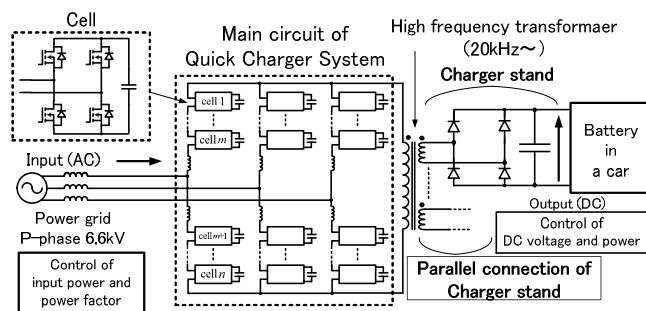 Cell
Main circuit of
Quick Charger System
High frequency transformaer
(20kHz～)
Charger stand
cell 1
cell m
Input (AC)
Power grid
P-phase 6,6kV
Control of
input power and
power factor
cell m+1
cell n
Battery
in
a car
Output (DC)
Control of
DC voltage and power
Parallel connection of
Charger stand